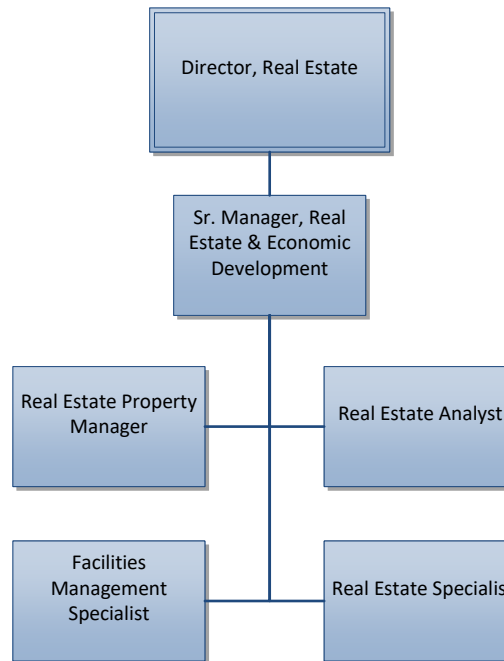 Director, Real Estate
Sr. Manager, Real
Estate & Economic
Development
Real Estate Property
Manager
Real Estate Analyst
Facilities
Management
Specialist
Real Estate Specialis